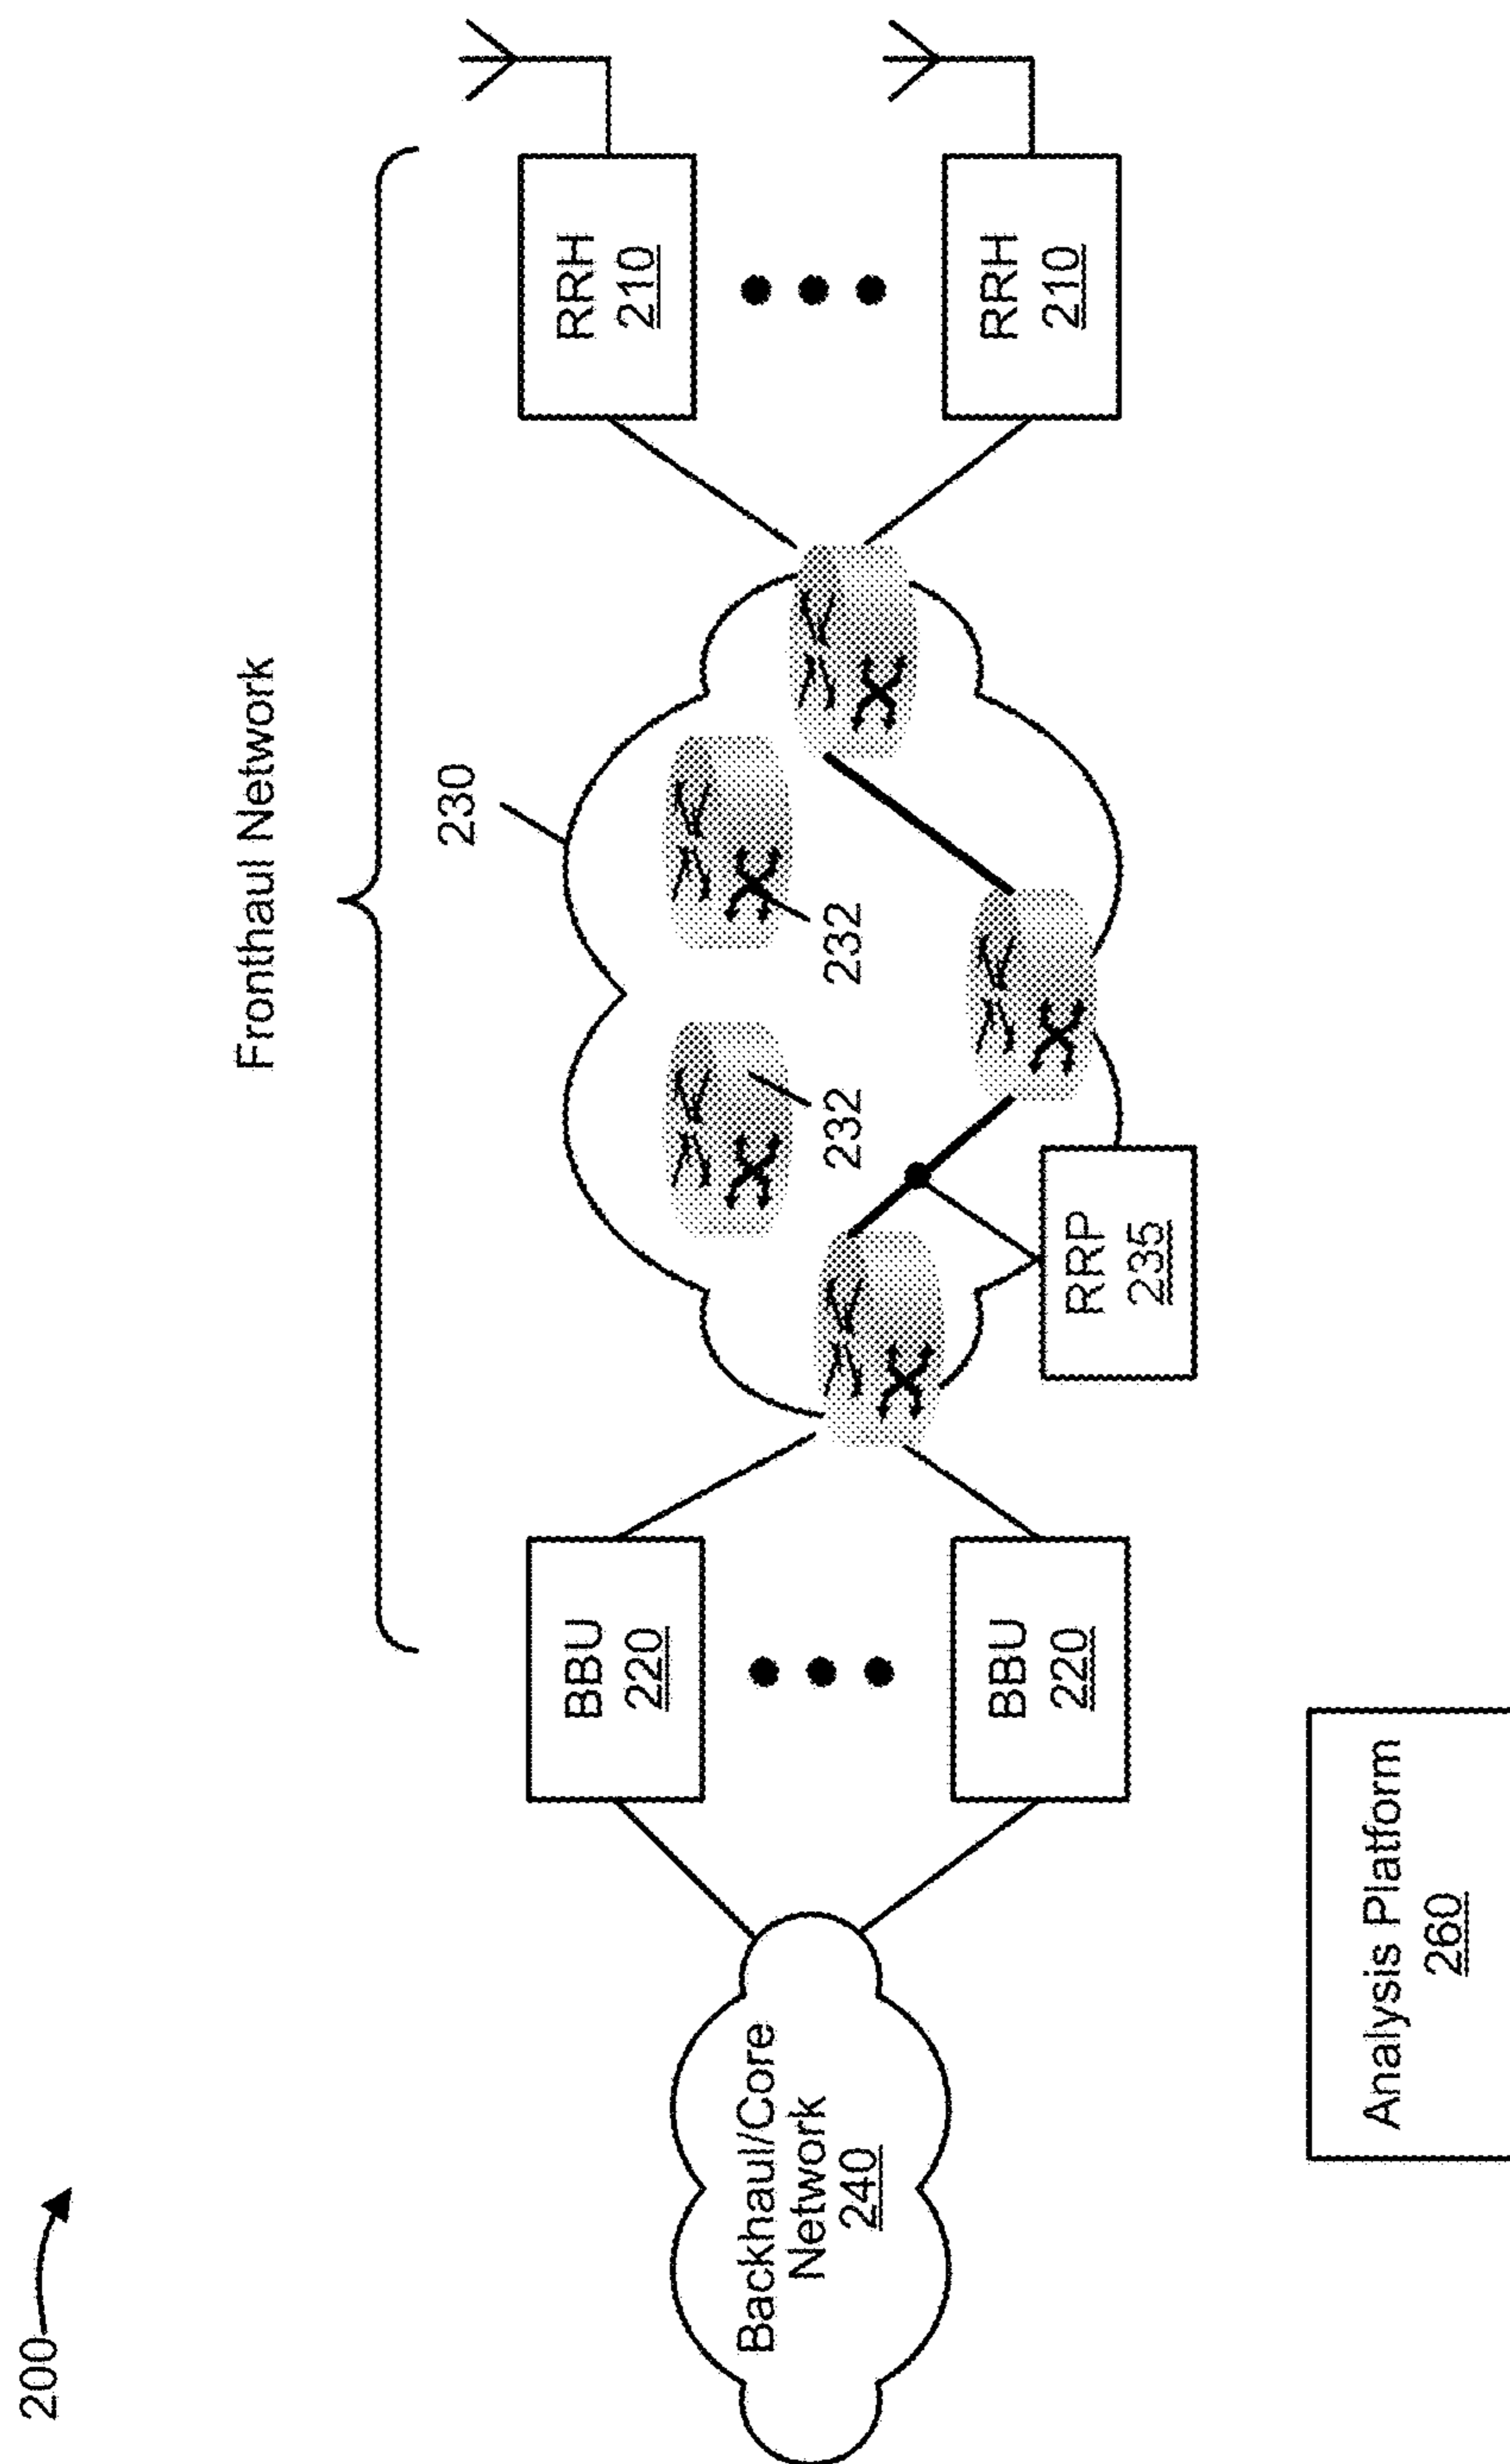 200
Fronthaul Network
Backhaul/Core
Network
240
BBU
220
BBU
220
230
232
232
RRP
235
RRH
210
RRH
210
Analysis Platform
260